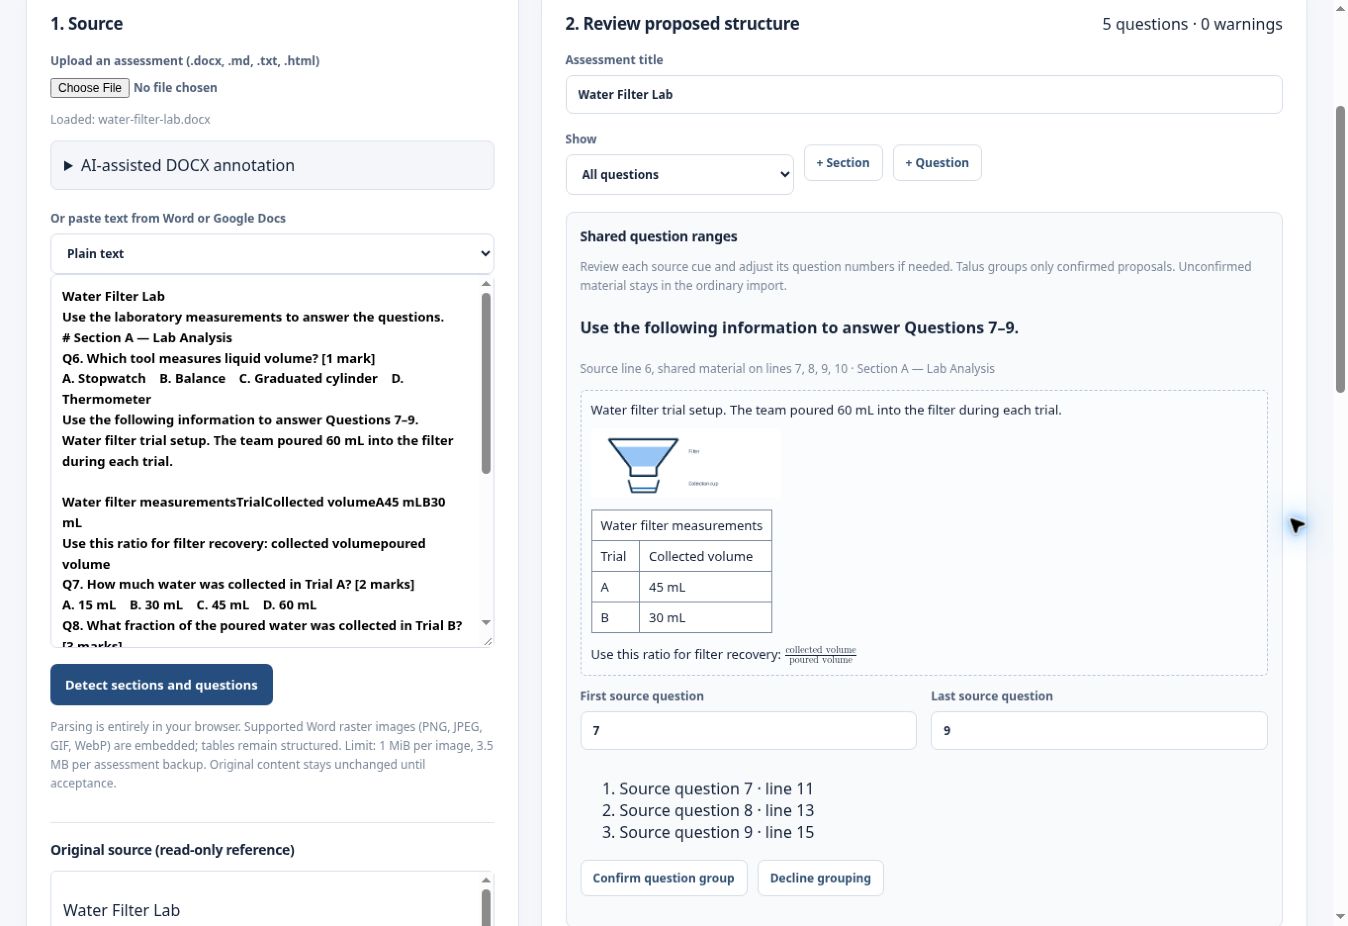 1. Source
Upload an assessment (.docx, .md, .txt, .html)
Choose File No file chosen
Loaded: water-filter-lab.docx
AI-assisted DOCX annotation
Or paste text from Word or Google Docs
Plain text
Water Filter Lab
Use the laboratory measurements to answer the questions.
# Section A — Lab Analysis
Q6. Which tool measures liquid volume? [1 mark]
A. Stopwatch B. Balance C. Graduated cylinder D.
Thermometer
Use the following information to answer Questions 7–9.
Water filter trial setup. The team poured 60 mL into the filter
during each trial.
Water filter measurementsTrialCollected volumeA45 mLB30
mL
Use this ratio for filter recovery: collected volumepoured
volume
Q7. How much water was collected in Trial A? [2 marks]
A. 15 mL B. 30 mL C. 45 mL D. 60 mL
Q8. What fraction of the poured water was collected in Trial B?
[3 marks]
Detect sections and questions
Parsing is entirely in your browser. Supported Word raster images (PNG, JPEG,
GIF, WebP) are embedded; tables remain structured. Limit: 1 MiB per image, 3.5
MB per assessment backup. Original content stays unchanged until
acceptance.
Original source (read-only reference)
Water Filter Lab
2. Review proposed structure
5 questions · 0 warnings
Assessment title
Water Filter Lab
Show
All questions
+ Section
+ Question
Shared question ranges
Review each source cue and adjust its question numbers if needed. Talus groups only confirmed proposals. Unconfirmed
material stays in the ordinary import.
Use the following information to answer Questions 7–9.
Source line 6, shared material on lines 7, 8, 9, 10 · Section A — Lab Analysis
Water filter trial setup. The team poured 60 mL into the filter during each trial.
Filter
Collection cup
Water filter measurements
Trial Collected volume
A 45 mL
B 30 mL
Use this ratio for filter recovery: collected volume
poured volume
First source question
7
Last source question
9
1. Source question 7 · line 11
2. Source question 8 · line 13
3. Source question 9 · line 15
Confirm question group
Decline grouping